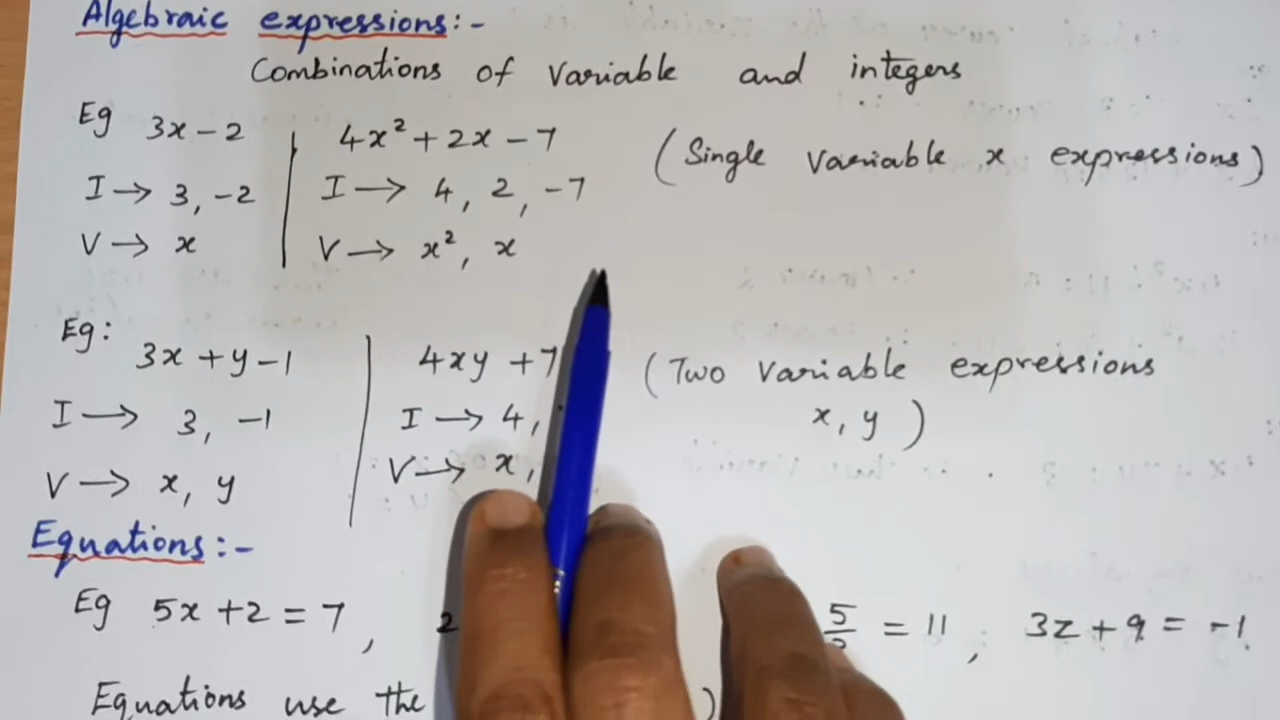 Algebraic expressions:-
Combinations of variable and integers
Eg 3x - 2 | 4x² + 2x - 7 (Single variable x expressions)
I → 3, -2 | I → 4, 2, -7
V → x | V → x², x
Eg: 3x + y - 1 | 4xy + 7 (Two variable expressions
x, y)
I → 3, -1 | I → 4,
V → x, y | V → x,
Equations:-
Eg 5x + 2 = 7, 2 = 11, 3z + 9 = -1
Equations use the )